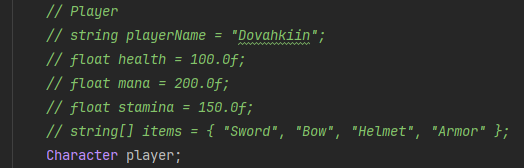 // Player
// string playerName = "Dovahkiin";
// float health = 100.0f;
// float mana = 200.0f;
// float stamina = 150.0f;
// string[] items = { "Sword", "Bow", "Helmet", "Armor" };
Character player;